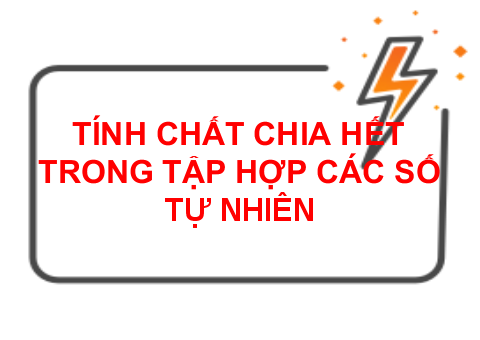 TÍNH CHẤT CHIA HẾT
TRONG TẬP HỢP CÁC SỐ
TỰ NHIÊN